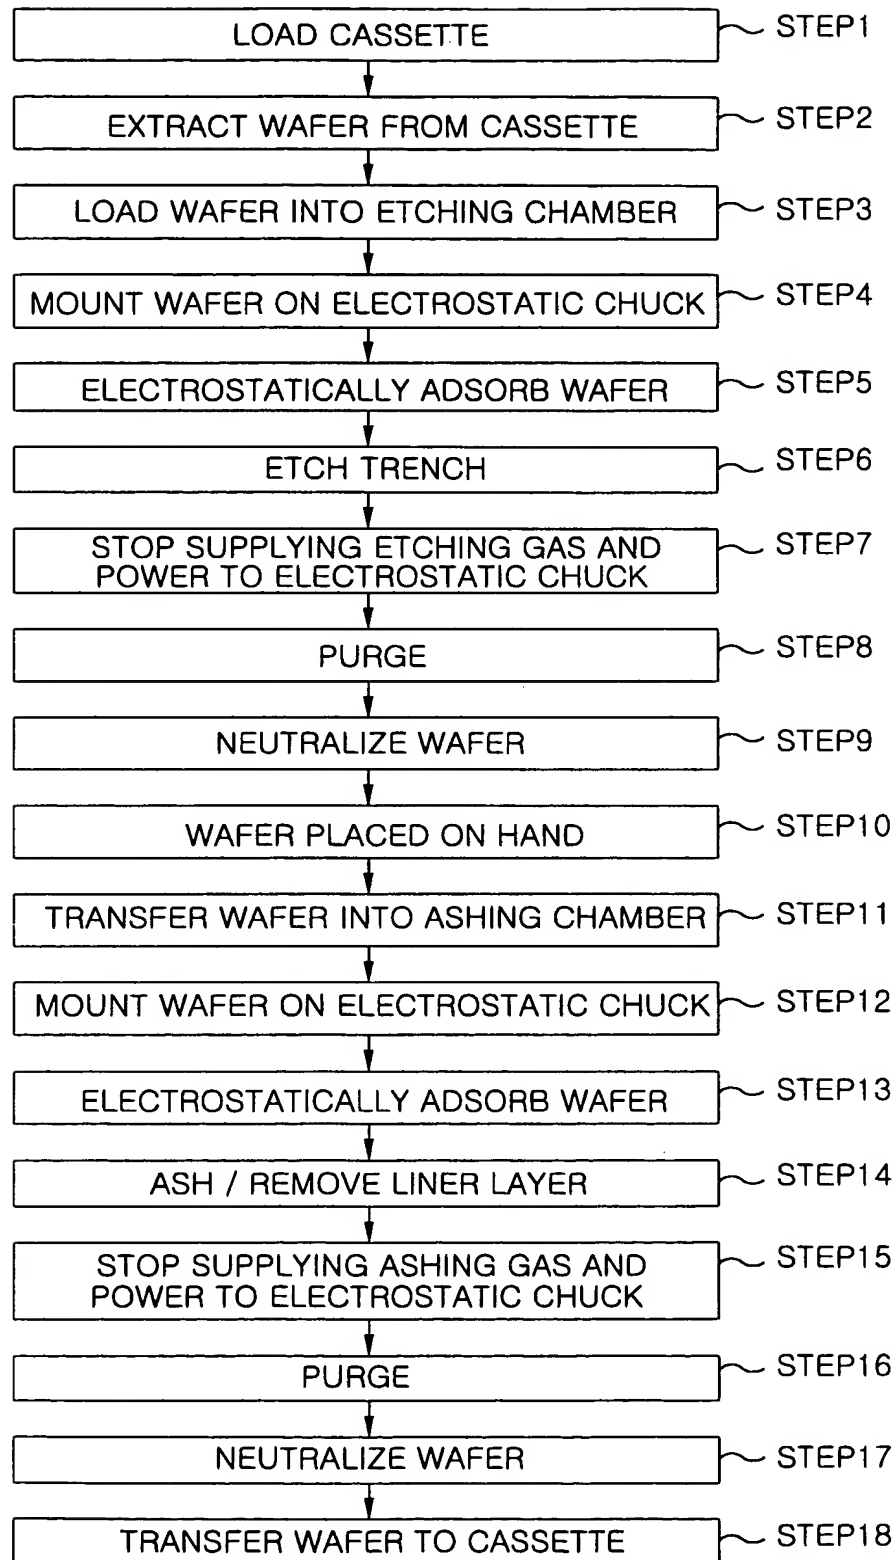 LOAD CASSETTE STEP1
EXTRACT WAFER FROM CASSETTE STEP2
LOAD WAFER INTO ETCHING CHAMBER STEP3
MOUNT WAFER ON ELECTROSTATIC CHUCK STEP4
ELECTROSTATICALLY ADSORB WAFER STEP5
ETCH TRENCH STEP6
STOP SUPPLYING ETCHING GAS AND STEP7
POWER TO ELECTROSTATIC CHUCK
PURGE STEP8
NEUTRALIZE WAFER STEP9
WAFER PLACED ON HAND STEP10
TRANSFER WAFER INTO ASHING CHAMBER STEP11
MOUNT WAFER ON ELECTROSTATIC CHUCK STEP12
ELECTROSTATICALLY ADSORB WAFER STEP13
ASH / REMOVE LINER LAYER STEP14
STOP SUPPLYING ASHING GAS AND STEP15
POWER TO ELECTROSTATIC CHUCK
PURGE STEP16
NEUTRALIZE WAFER STEP17
TRANSFER WAFER TO CASSETTE STEP18